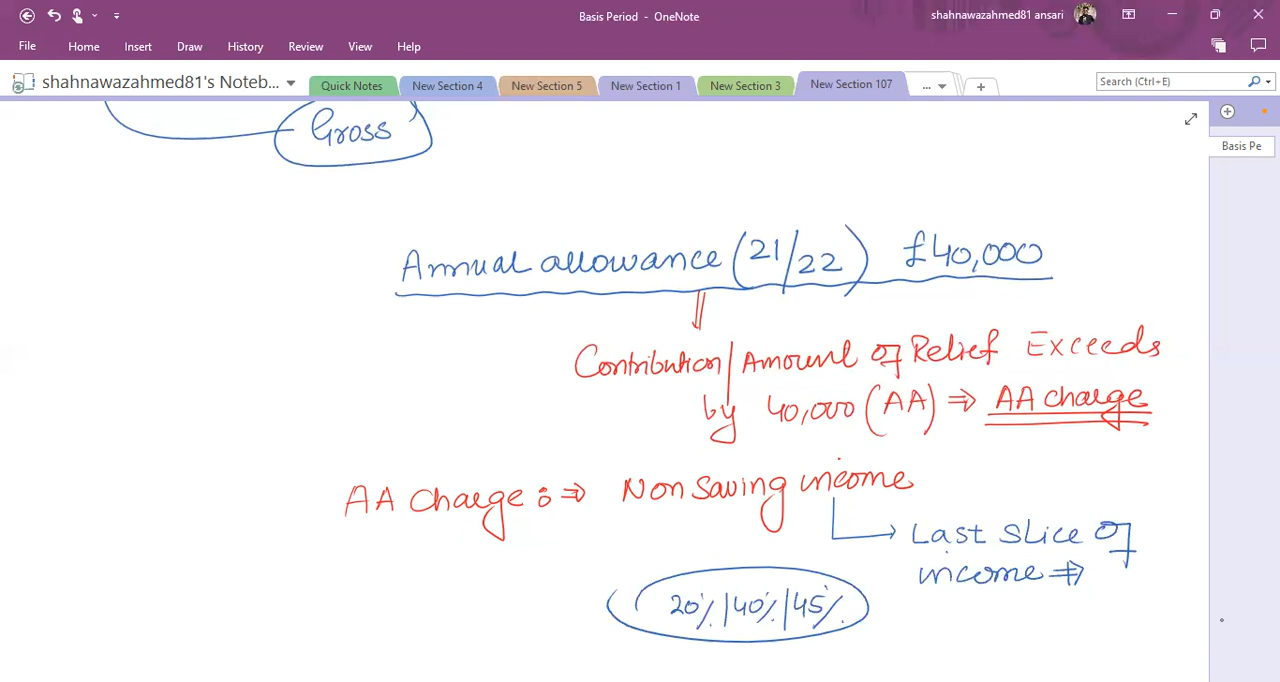 Basis Period - OneNote
shahnawazahmed81 ansari
File Home Insert Draw History Review View Help
shahnawazahmed81's Noteb... Quick Notes New Section 4 New Section 5 New Section 1 New Section 3 New Section 107 ... + Search (Ctrl+E)
Basis Pe
Gross
Annual allowance (21/22) £40,000
Contribution/Amount of Relief Exceeds
by 40,000 (AA) ⇒ AA charge
AA charge : ⇒ Non Saving income
→ Last Slice of
income ⇒
(20%/40%/45%